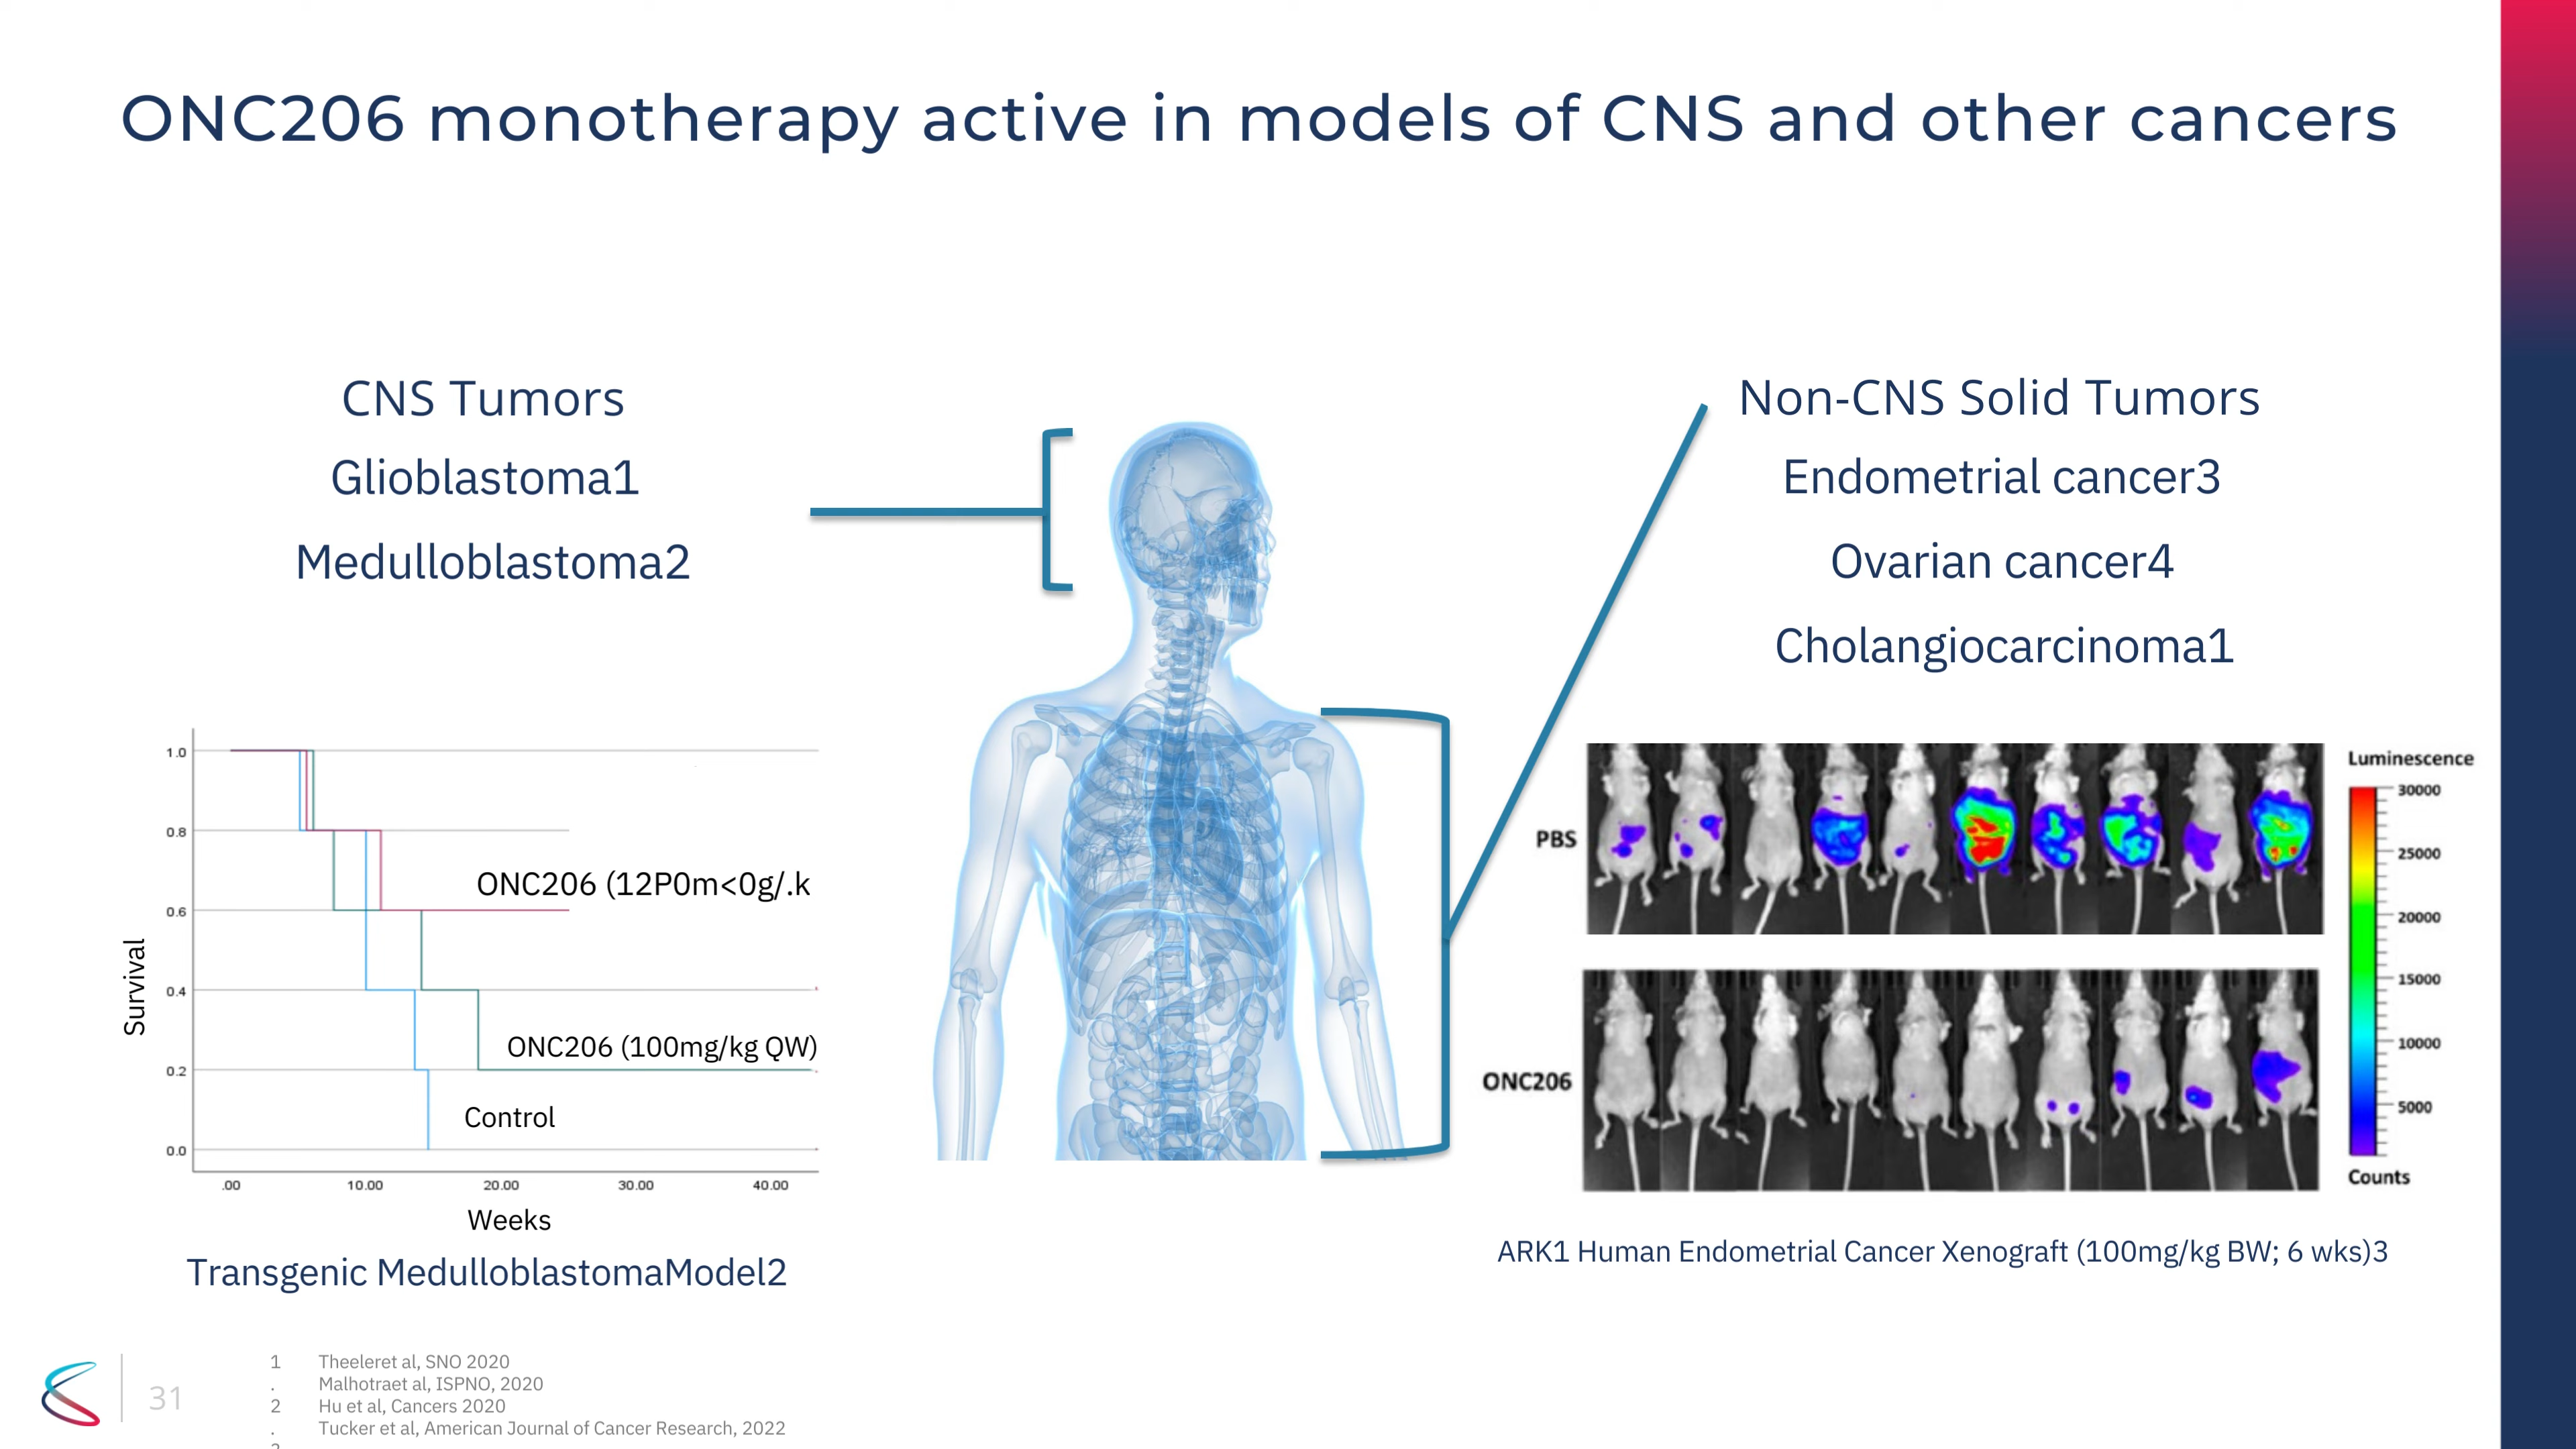 ONC206 monotherapy active in models of CNS and other cancers
CNS Tumors
Glioblastoma1
Medulloblastoma2
Non-CNS Solid Tumors
Endometrial cancer3
Ovarian cancer4
Cholangiocarcinoma1
1.0
0.8
0.6
0.4
0.2
0.0
Survival
ONC206 (12P0m<0g/.k
ONC206 (100mg/kg QW)
Control
.00 10.00 20.00 30.00 40.00
Weeks
Transgenic MedulloblastomaModel2
PBS
ONC206
Luminescence
30000
25000
20000
15000
10000
5000
Counts
ARK1 Human Endometrial Cancer Xenograft (100mg/kg BW; 6 wks)3
31
1 Theeleret al, SNO 2020
. Malhotraet al, ISPNO, 2020
2 Hu et al, Cancers 2020
. Tucker et al, American Journal of Cancer Research, 2022